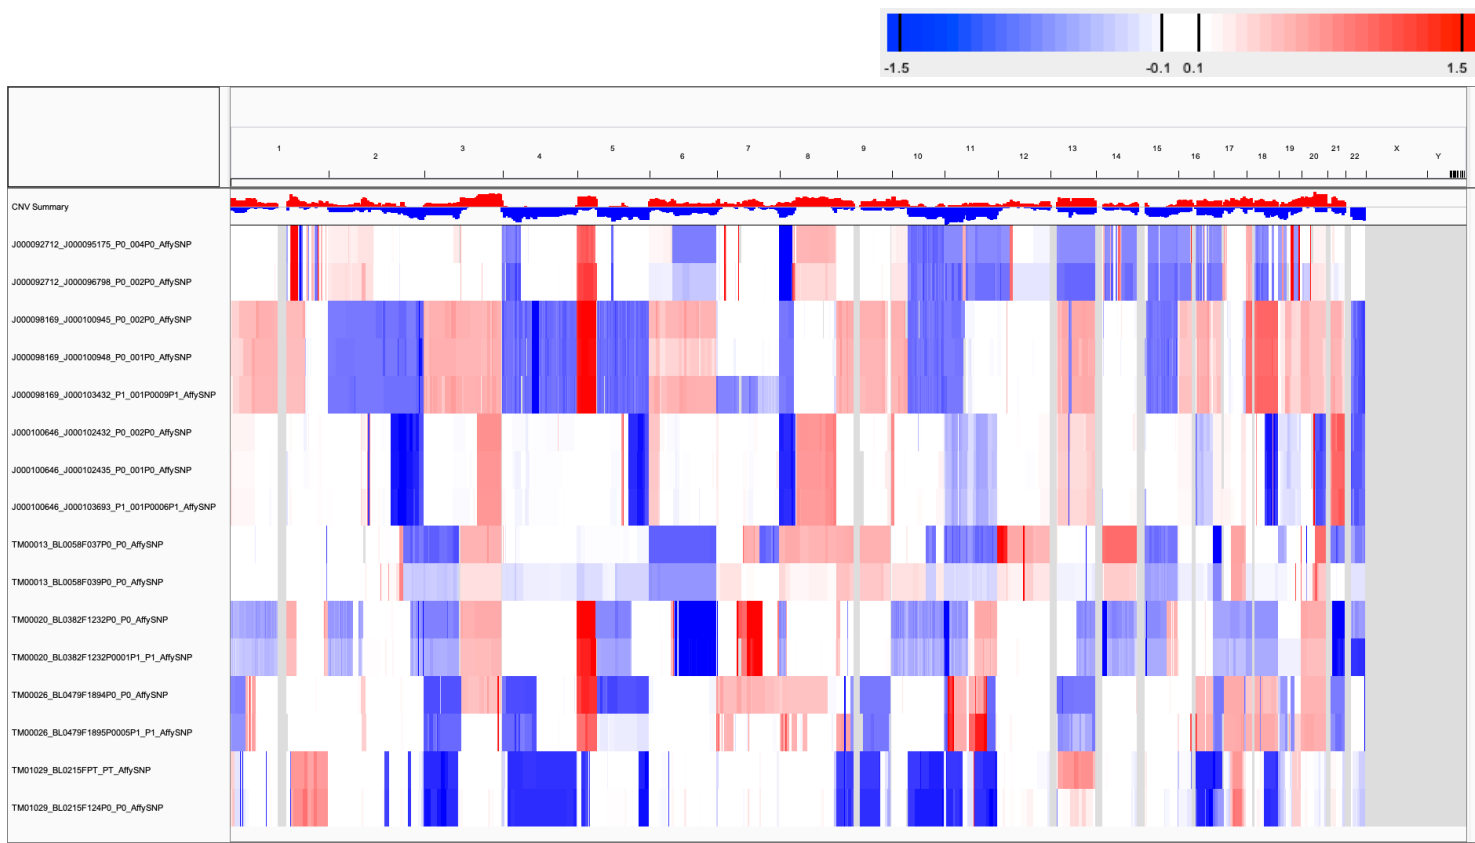 -1.5 -0.1 0.1 1.5
1 2 3 4 5 6 7 8 9 10 11 12 13 14 15 16 17 18 19 20 21 22 X Y
CNV Summary
J000092712_J000095175_P0_004P0_AffySNP
J000092712_J000096798_P0_002P0_AffySNP
J000098169_J000100945_P0_002P0_AffySNP
J000098169_J000100948_P0_001P0_AffySNP
J000098169_J000103432_P1_001P0009P1_AffySNP
J000100646_J000102432_P0_002P0_AffySNP
J000100646_J000102435_P0_001P0_AffySNP
J000100646_J000103693_P1_001P0006P1_AffySNP
TM00013_BL0058F037P0_P0_AffySNP
TM00013_BL0058F039P0_P0_AffySNP
TM00020_BL0382F1232P0_P0_AffySNP
TM00020_BL0382F1232P0001P1_P1_AffySNP
TM00026_BL0479F1894P0_P0_AffySNP
TM00026_BL0479F1895P0005P1_P1_AffySNP
TM01029_BL0215FPT_PT_AffySNP
TM01029_BL0215F124P0_P0_AffySNP